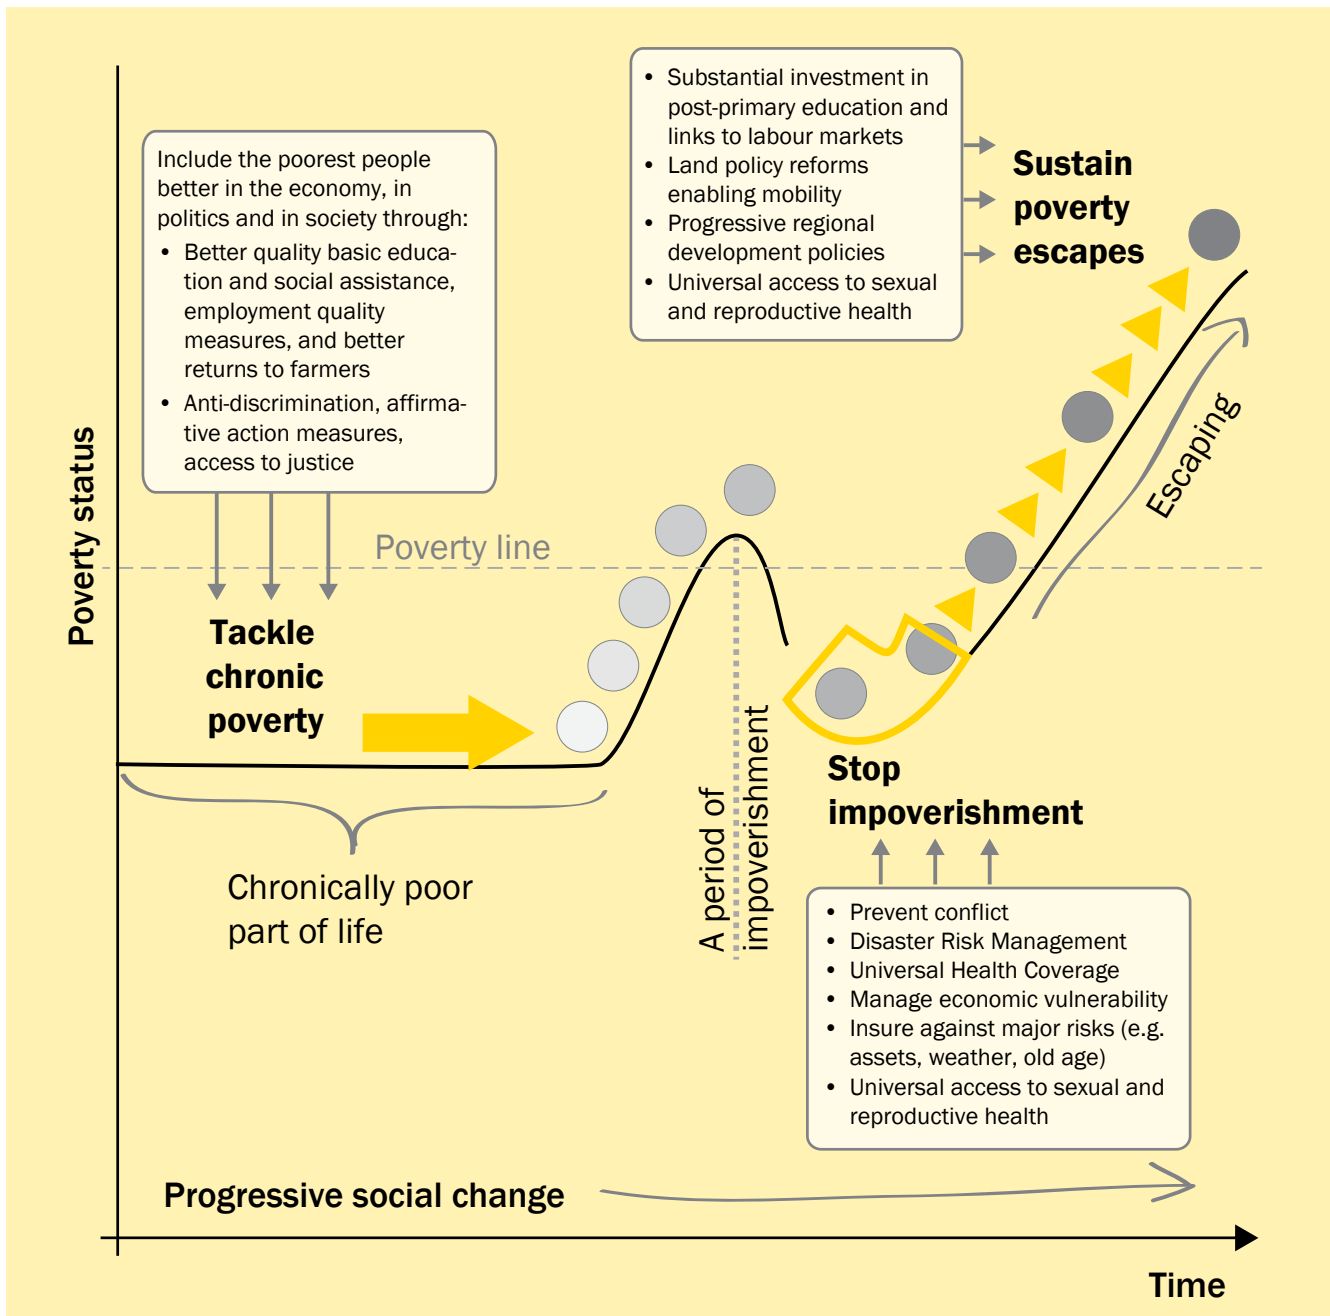 Include the poorest people
better in the economy, in
politics and in society through:
• Better quality basic educa-
tion and social assistance,
employment quality
measures, and better
returns to farmers
• Anti-discrimination, affirma-
tive action measures,
access to justice
• Substantial investment in
post-primary education and
links to labour markets
• Land policy reforms
enabling mobility
• Progressive regional
development policies
• Universal access to sexual
and reproductive health
Sustain
poverty
escapes
Poverty status
Poverty line
Escaping
Tackle
chronic
poverty
Chronically poor
part of life
A period of
impoverishment
Stop
impoverishment
• Prevent conflict
• Disaster Risk Management
• Universal Health Coverage
• Manage economic vulnerability
• Insure against major risks (e.g.
assets, weather, old age)
• Universal access to sexual and
reproductive health
Progressive social change
Time